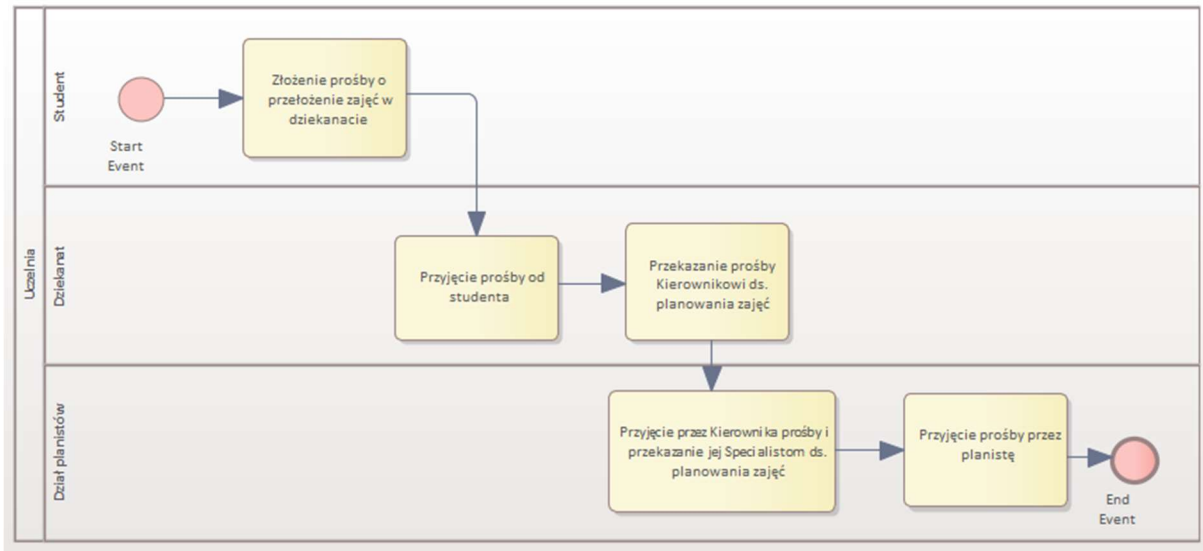 Uczelnia
Student
Start
Event
Złożenie prośby o
przełożenie zajęć w
dziekanacie
Dziekanat
Przyjęcie prośby od
studenta
Przekazanie prośby
Kierownikowi ds.
planowania zajęć
Dział planistów
Przyjęcie przez Kierownika prośby i
przekazanie jej Specialistom ds.
planowania zajęć
Przyjęcie prośby przez
planistę
End
Event